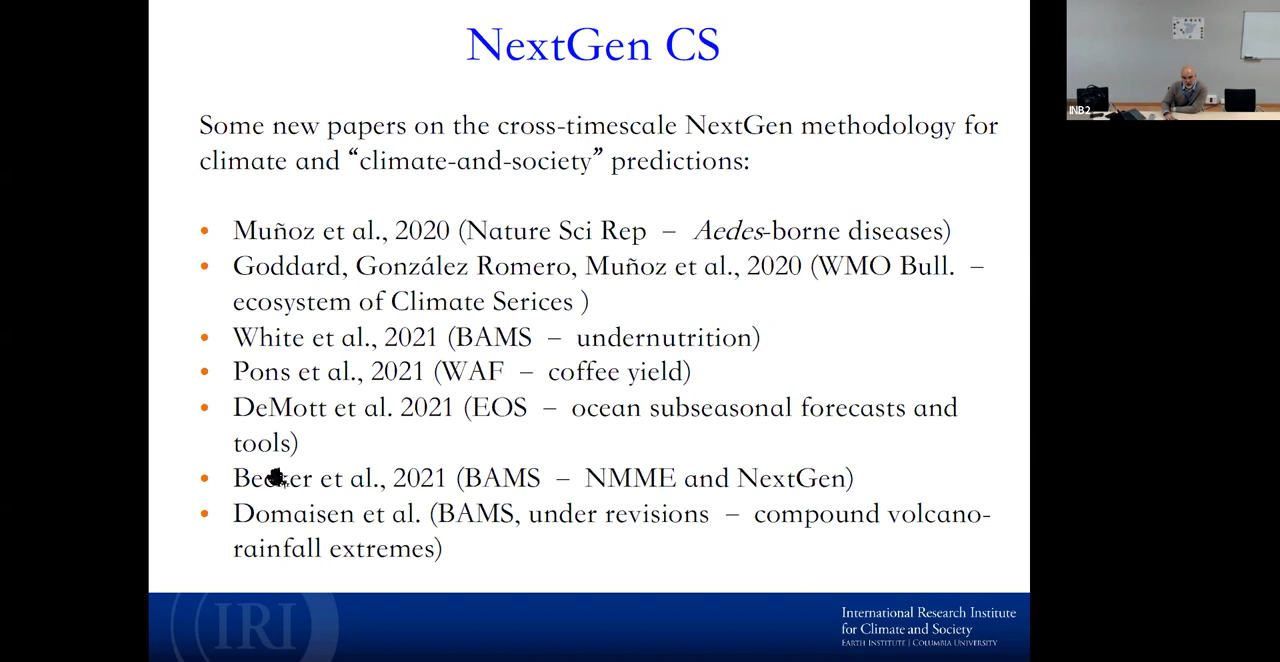 NextGen CS
Some new papers on the cross-timescale NextGen methodology for
climate and “climate-and-society” predictions:
• Muñoz et al., 2020 (Nature Sci Rep – Aedes-borne diseases)
• Goddard, González Romero, Muñoz et al., 2020 (WMO Bull. –
ecosystem of Climate Serices )
• White et al., 2021 (BAMS – undernutrition)
• Pons et al., 2021 (WAF – coffee yield)
• DeMott et al. 2021 (EOS – ocean subseasonal forecasts and
tools)
• et al., 2021 (BAMS – NMME and NextGen)
• Domaisen et al. (BAMS, under revisions – compound volcano-
rainfall extremes)
IRI
International Research Institute
for Climate and Society
EARTH INSTITUTE | COLUMBIA UNIVERSITY
INB2